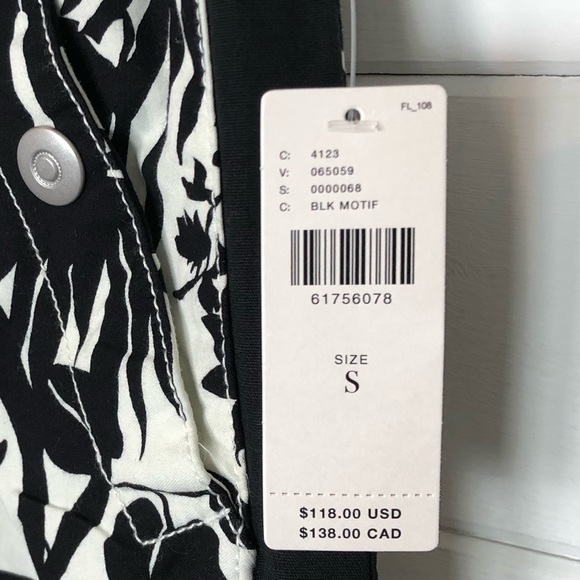 FL_108
C: 4123
V: 065059
S: 0000068
C: BLK MOTIF
61756078
SIZE
S
$118.00 USD
$138.00 CAD